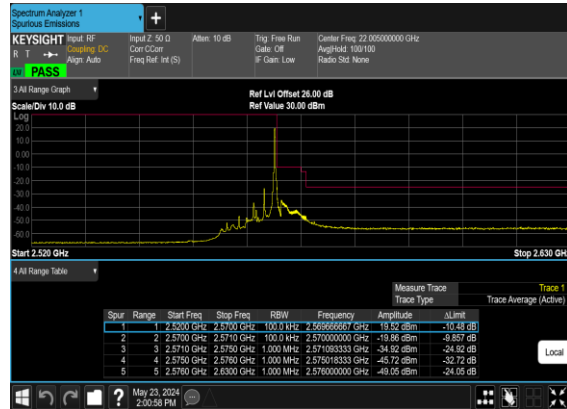 Spectrum Analyzer 1
Spurious Emissions
KEYSIGHT Input: RF Input Z: 50 Ω Atten: 10 dB Trig: Free Run Center Freq: 22.005000000 GHz
R T Coupling: DC Corr CCorr Gate: Off Avg|Hold: 100/100
Align: Auto Freq Ref: Int (S) IF Gain: Low Radio Std: None
PASS
3 All Range Graph
Scale/Div 10.0 dB Ref Lvl Offset 26.00 dB
Ref Value 30.00 dBm
Log
20.0
10.0
0.00
-10.0
-20.0
-30.0
-40.0
-50.0
-60.0
Start 2.520 GHz Stop 2.630 GHz
4 All Range Table
Measure Trace Trace 1
Trace Type Trace Average (Active)
Spur Range Start Freq Stop Freq RBW Frequency Amplitude ΔLimit
1 1 2.5200 GHz 2.5700 GHz 100.0 kHz 2.569666667 GHz 19.52 dBm -10.48 dB
2 2 2.5700 GHz 2.5710 GHz 100.0 kHz 2.570000000 GHz -19.86 dBm -9.857 dB
3 3 2.5710 GHz 2.5750 GHz 1.000 MHz 2.571093333 GHz -34.92 dBm -24.92 dB
4 4 2.5750 GHz 2.5760 GHz 1.000 MHz 2.575018333 GHz -45.72 dBm -32.72 dB
5 5 2.5760 GHz 2.6300 GHz 1.000 MHz 2.576000000 GHz -49.05 dBm -24.05 dB
Local
? May 23, 2024
2:00:58 PM